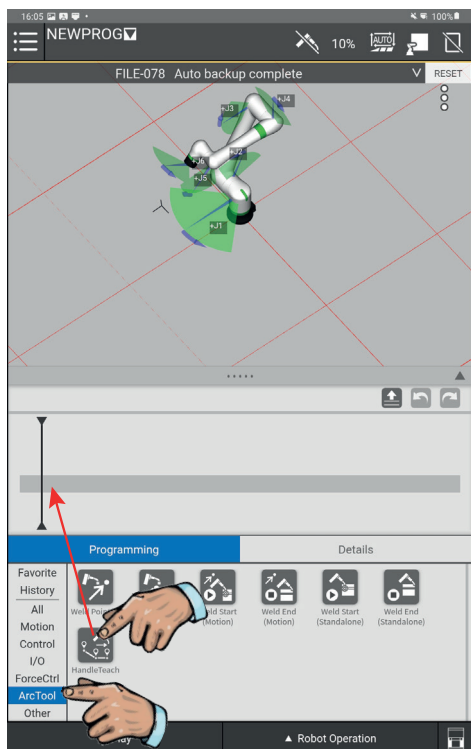 16:05 100%
NEWPROG
10% AUTO
FILE-078 Auto backup complete RESET
+J4
+J3
+J2
+J6
+J5
+J1
Programming Details
Favorite
History
All
Motion
Control
I/O
ForceCtrl
ArcTool
Other
Weld Start
(Motion)
Weld End
(Motion)
Weld Start
(Standalone)
Weld End
(Standalone)
HandleTeach
Robot Operation